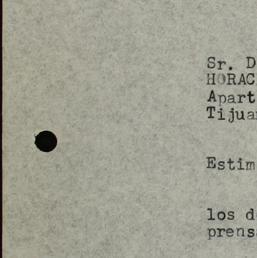 Sr. D
HORAC
Apart
Tijua
Estim
los d
prens